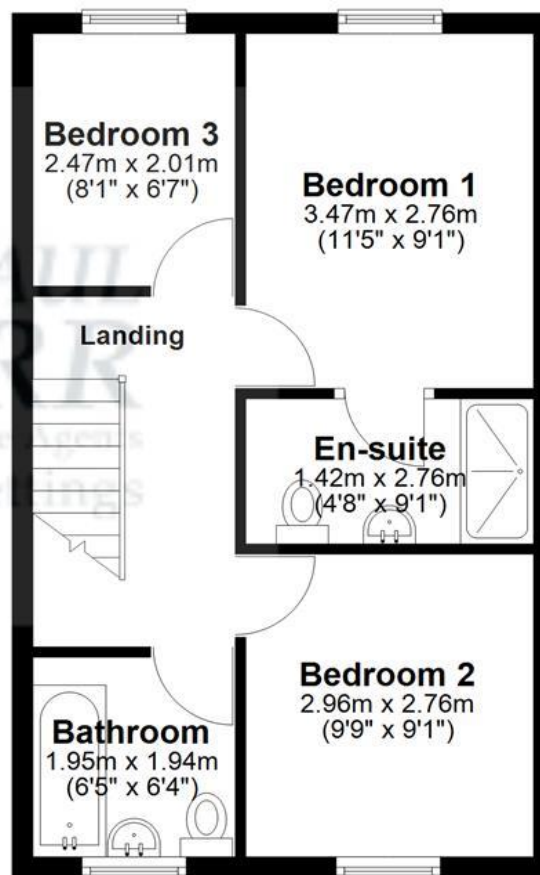 Bedroom 3
2.47m x 2.01m
(8'1" x 6'7")
Bedroom 1
3.47m x 2.76m
(11'5" x 9'1")
Landing
En-suite
1.42m x 2.76m
(4'8" x 9'1")
Bedroom 2
2.96m x 2.76m
(9'9" x 9'1")
Bathroom
1.95m x 1.94m
(6'5" x 6'4")